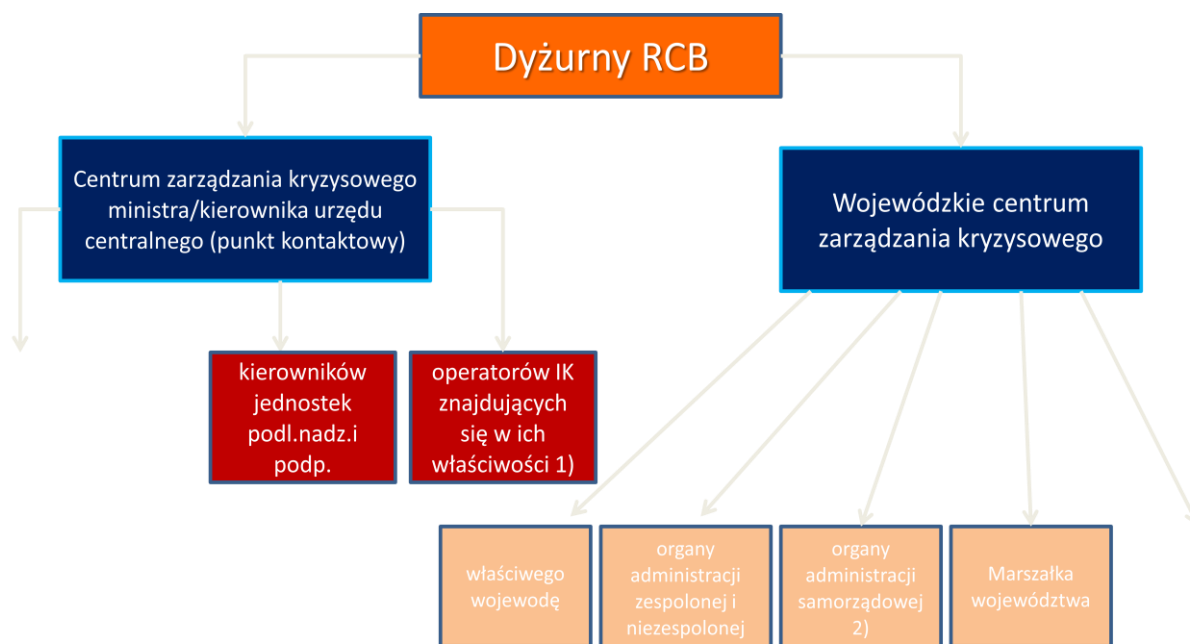 Dyżurny RCB
Centrum zarządzania kryzysowego
ministra/kierownika urzędu
centralnego (punkt kontaktowy)
Wojewódzkie centrum
zarządzania kryzysowego
kierowników
jednostek
podl.nadz.i
podp.
operatorów IK
znajdujących
się w ich
właściwości 1)
właściwego
wojewodę
organy
administracji
zespolonej i
niezespolonej
organy
administracji
samorządowej
2)
Marszałka
województwa